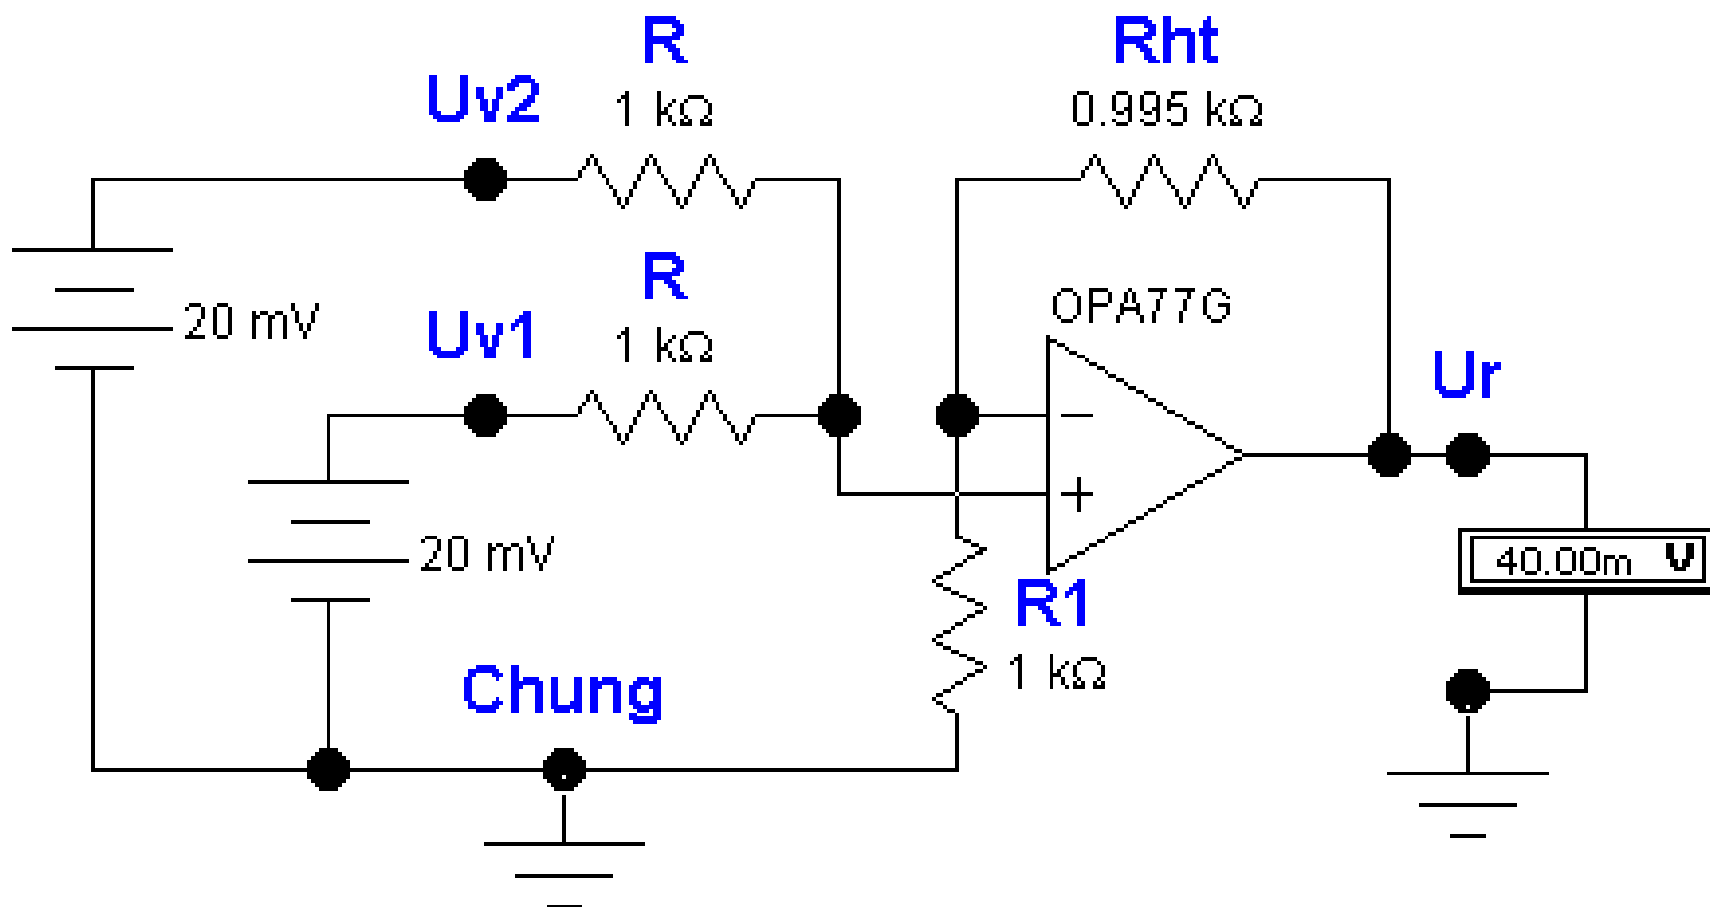 R
Rht
Uv2
1 kΩ
0.995 kΩ
R
20 mV
Uv1
1 kΩ
OPA77G
Ur
−
+
20 mV
40.00m V
R1
1 kΩ
Chung